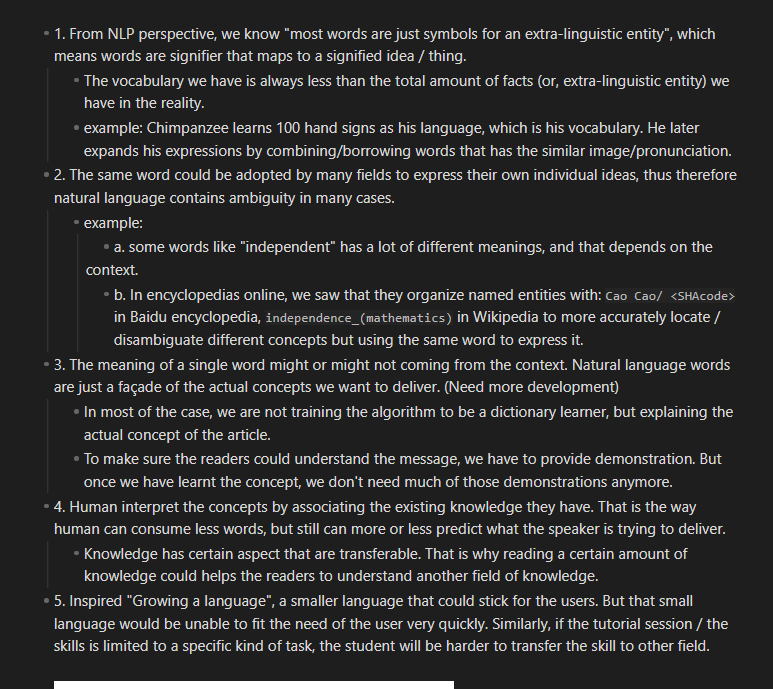 1. From NLP perspective, we know "most words are just symbols for an extra-linguistic entity", which
means words are signifier that maps to a signified idea / thing.
The vocabulary we have is always less than the total amount of facts (or, extra-linguistic entity) we
have in the reality.
example: Chimpanzee learns 100 hand signs as his language, which is his vocabulary. He later
expands his expressions by combining/borrowing words that has the similar image/pronunciation.
2. The same word could be adopted by many fields to express their own individual ideas, thus therefore
natural language contains ambiguity in many cases.
example:
a. some words like "independent" has a lot of different meanings, and that depends on the
context.
b. In encyclopedias online, we saw that they organize named entities with: Cao Cao/ <SHAcode>
in Baidu encyclopedia, independence_(mathematics) in Wikipedia to more accurately locate /
disambiguate different concepts but using the same word to express it.
3. The meaning of a single word might or might not coming from the context. Natural language words
are just a façade of the actual concepts we want to deliver. (Need more development)
In most of the case, we are not training the algorithm to be a dictionary learner, but explaining the
actual concept of the article.
To make sure the readers could understand the message, we have to provide demonstration. But
once we have learnt the concept, we don't need much of those demonstrations anymore.
4. Human interpret the concepts by associating the existing knowledge they have. That is the way
human can consume less words, but still can more or less predict what the speaker is trying to deliver.
Knowledge has certain aspect that are transferable. That is why reading a certain amount of
knowledge could helps the readers to understand another field of knowledge.
5. Inspired "Growing a language", a smaller language that could stick for the users. But that small
language would be unable to fit the need of the user very quickly. Similarly, if the tutorial session / the
skills is limited to a specific kind of task, the student will be harder to transfer the skill to other field.